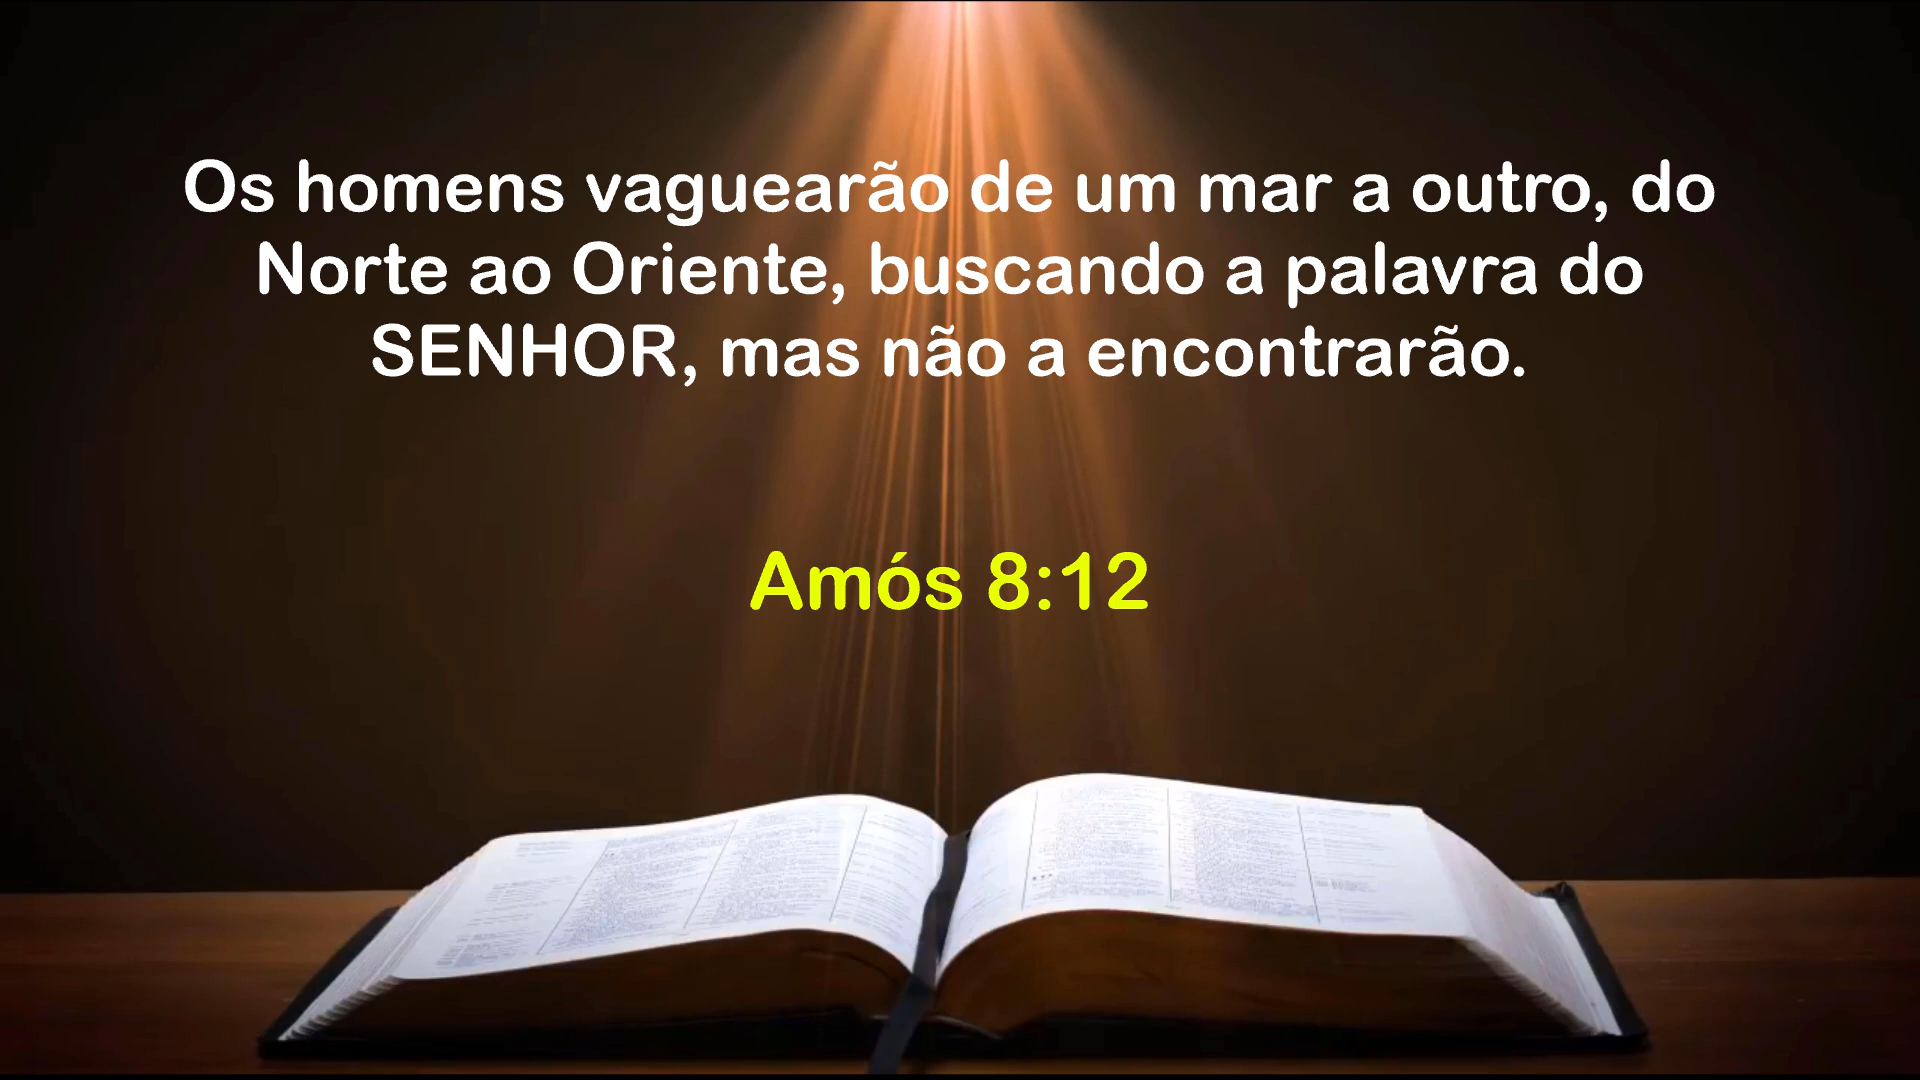 Os homens vaguearão de um mar a outro, do
Norte ao Oriente, buscando a palavra do
SENHOR, mas não a encontrarão.
Amós 8:12